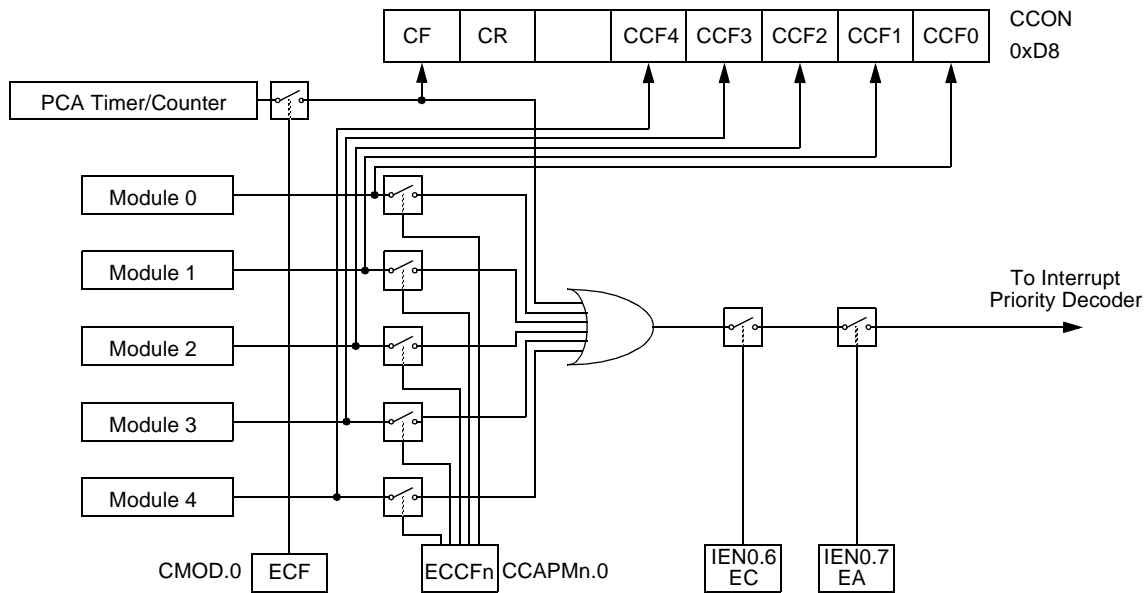 CF CR CCF4 CCF3 CCF2 CCF1 CCF0 CCON
0xD8
PCA Timer/Counter
Module 0
Module 1
Module 2
Module 3
Module 4
To Interrupt
Priority Decoder
CMOD.0 ECF
ECCFn CCAPMn.0
IEN0.6
EC
IEN0.7
EA